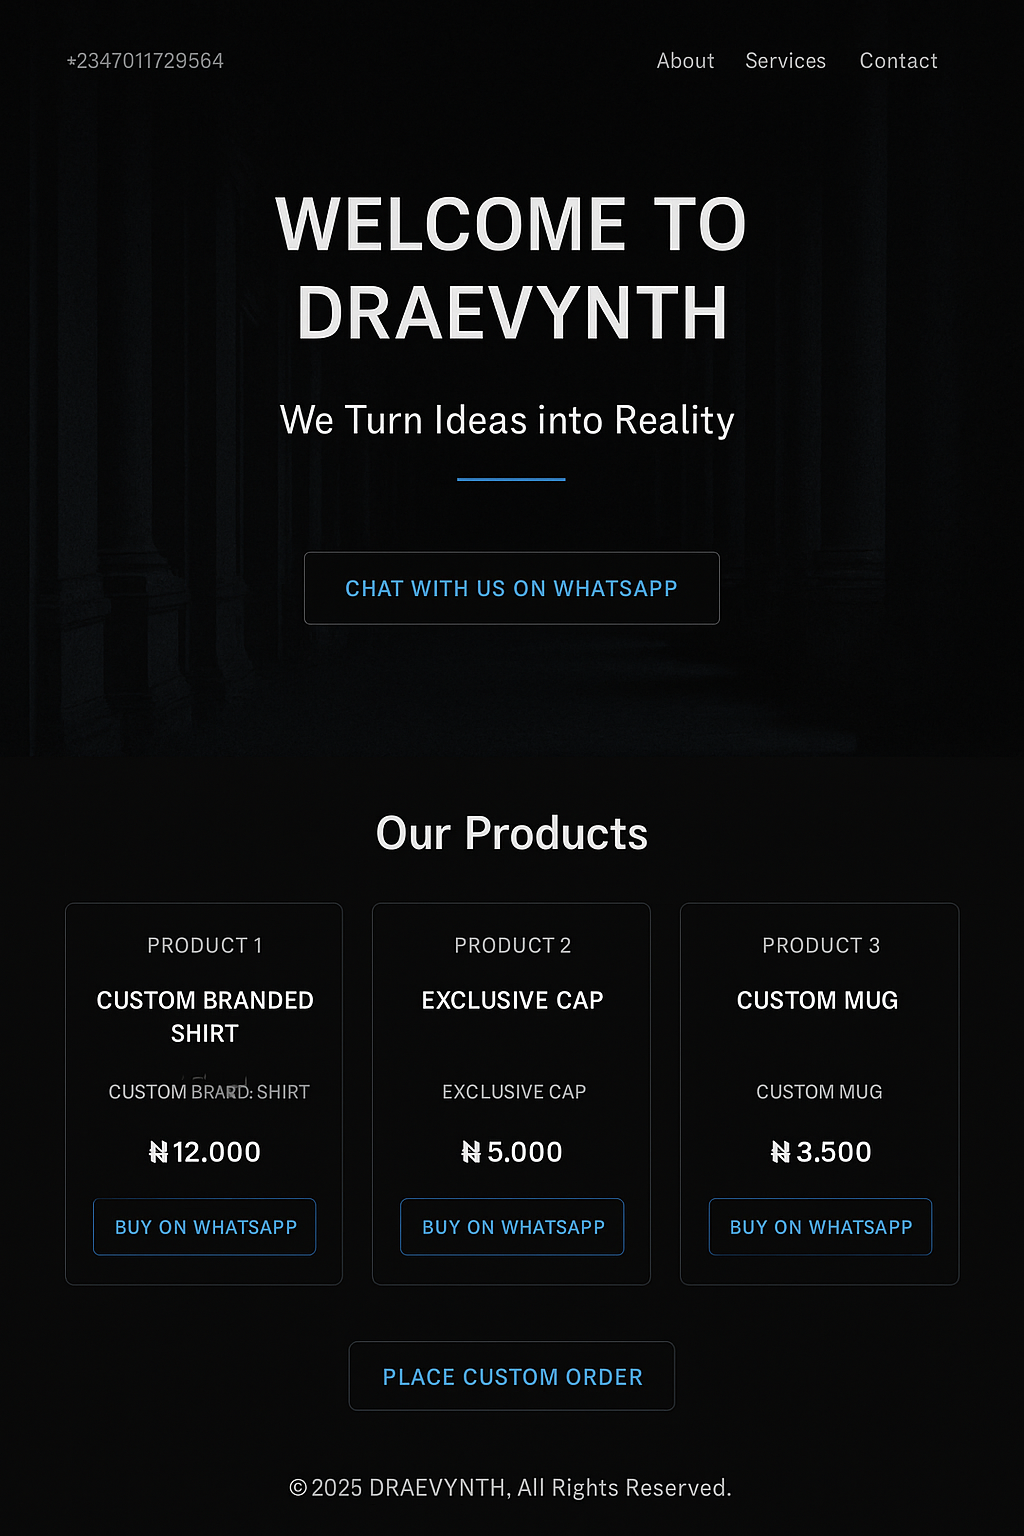 *2347011729564
About Services Contact
WELCOME TO
DRAEVYNTH
We Turn Ideas into Reality
CHAT WITH US ON WHATSAPP
Our Products
PRODUCT 1
CUSTOM BRANDED
SHIRT
CUSTOM BRARD: SHIRT
₦12.000
BUY ON WHATSAPP
PRODUCT 2
EXCLUSIVE CAP
EXCLUSIVE CAP
₦ 5.000
BUY ON WHATSAPP
PRODUCT 3
CUSTOM MUG
CUSTOM MUG
₦ 3.500
BUY ON WHATSAPP
PLACE CUSTOM ORDER
© 2025 DRAEVYNTH, All Rights Reserved.